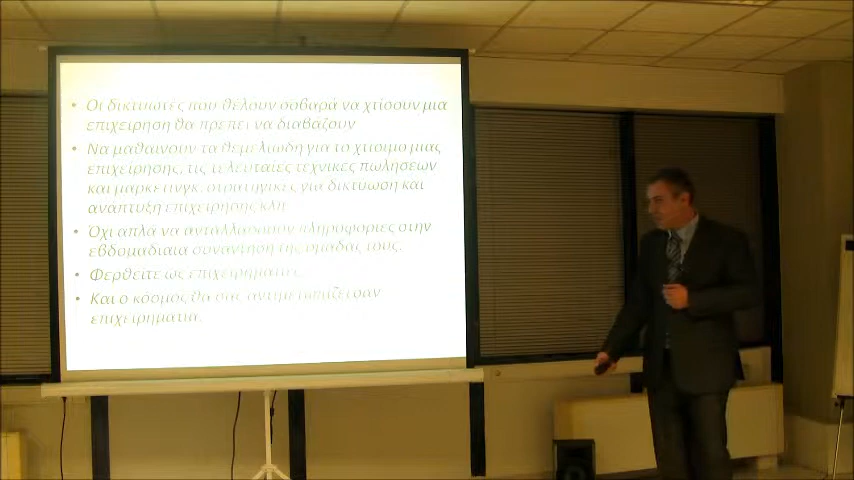 • Οι δικτυωτές που θέλουν σοβαρά να χτίσουν μια
επιχείρηση θα πρέπει να διαβάζουν
• Να μαθαίνουν τα θεμελιώδη για το χτίσιμο μιας
επιχείρησης, τις τελευταίες τεχνικές πωλήσεων
και μάρκετινγκ, στρατηγικές για δικτύωση και
ανάπτυξη επιχείρησης κλπ
• Όχι απλά να ανταλλάσσουν πληροφορίες στην
εβδομαδιαία συνάντηση της ομάδας τους.
• Φερθείτε ως επιχειρηματίες
• Και ο κόσμος θα σας αντιμετωπίζει σαν
επιχειρηματία.